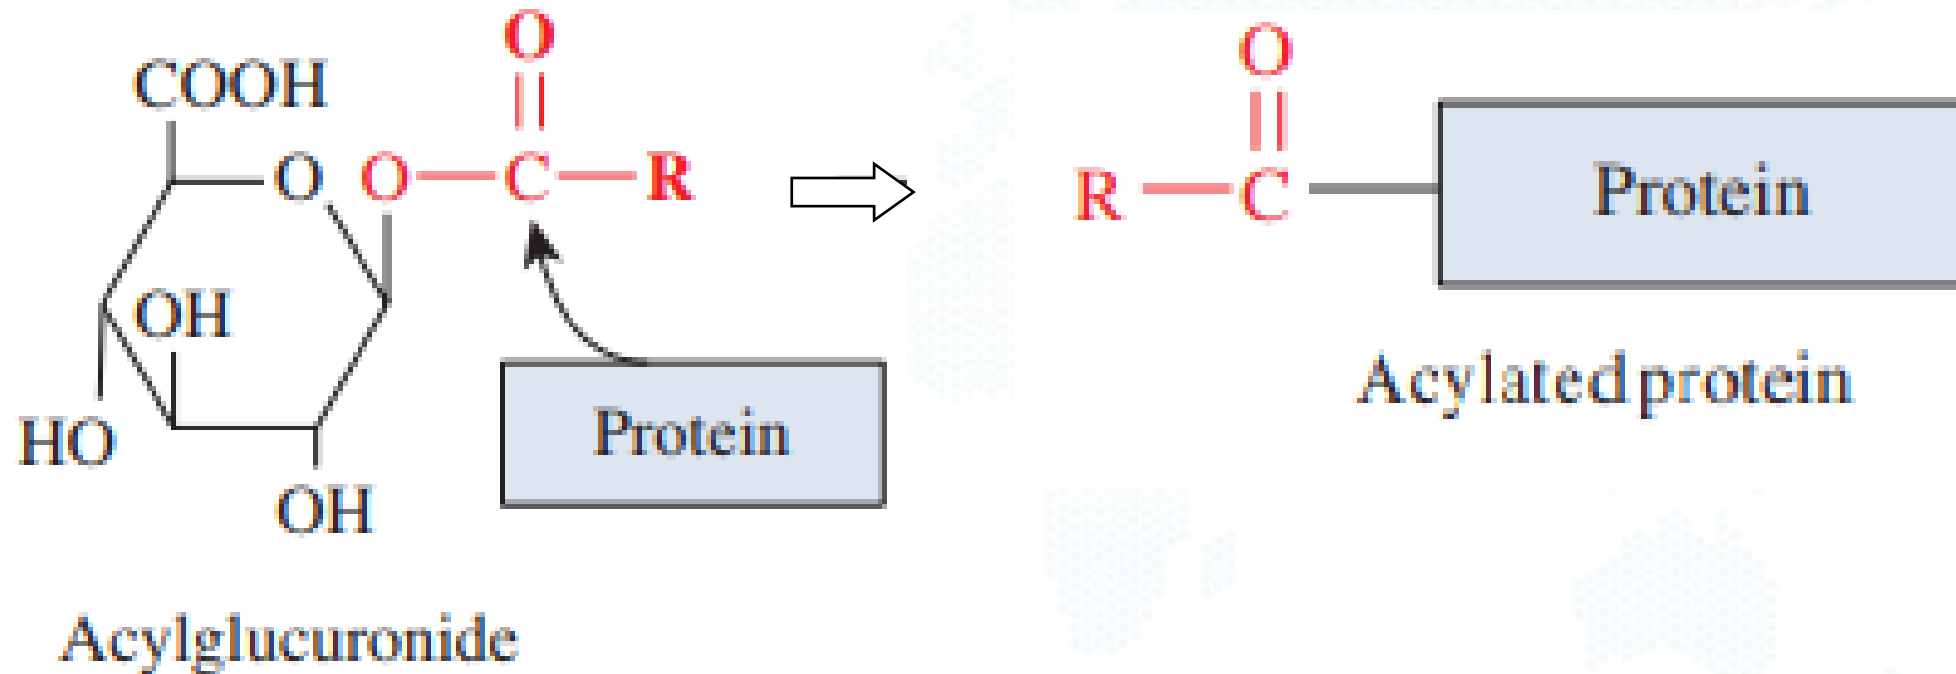 O
COOH
O O C R
OH
HO
OH
Protein
Acylglucuronide
O
R C Protein
Acylated protein